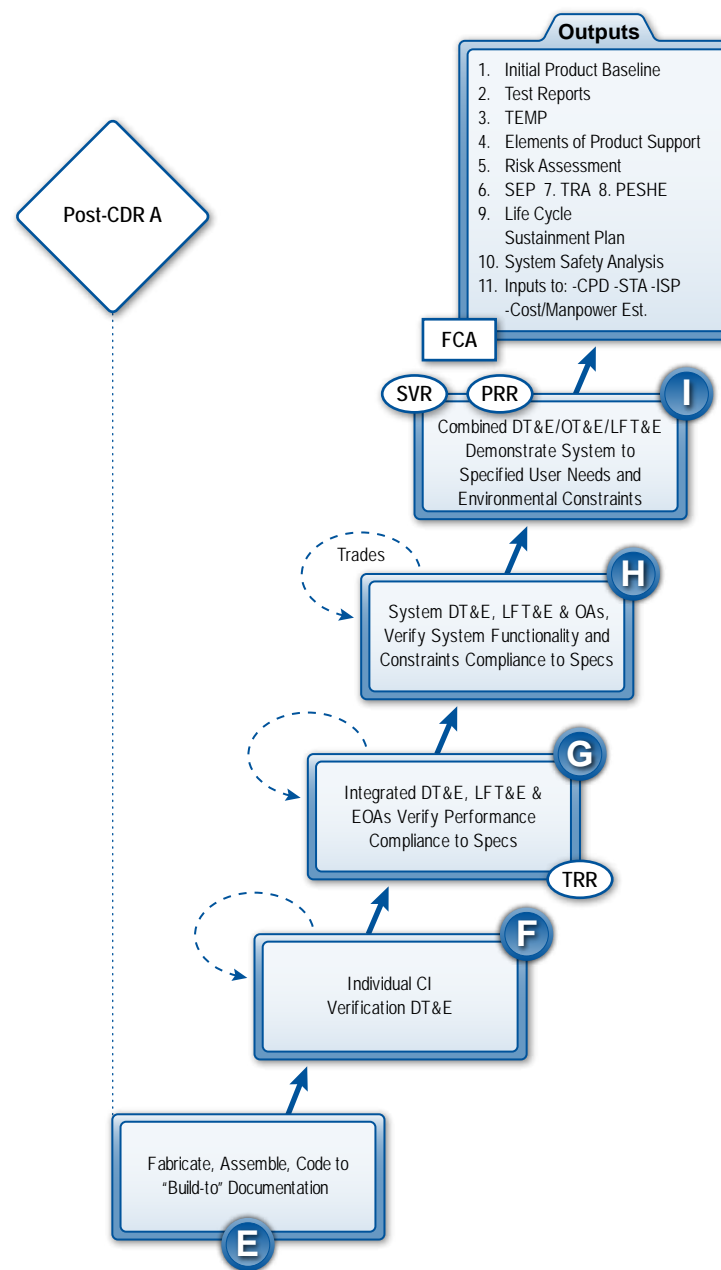 Outputs
1. Initial Product Baseline
2. Test Reports
3. TEMP
4. Elements of Product Support
5. Risk Assessment
6. SEP 7. TRA 8. PESHE
9. Life Cycle
Sustainment Plan
10. System Safety Analysis
11. Inputs to: -CPD -STA -ISP
-Cost/Manpower Est.
Post-CDR A
FCA
SVR
PRR
I
Combined DT&E/OT&E/LFT&E
Demonstrate System to
Specified User Needs and
Environmental Constraints
Trades
H
System DT&E, LFT&E & OAs,
Verify System Functionality and
Constraints Compliance to Specs
G
Integrated DT&E, LFT&E &
EOAs Verify Performance
Compliance to Specs
TRR
F
Individual CI
Verification DT&E
Fabricate, Assemble, Code to
“Build-to” Documentation
E